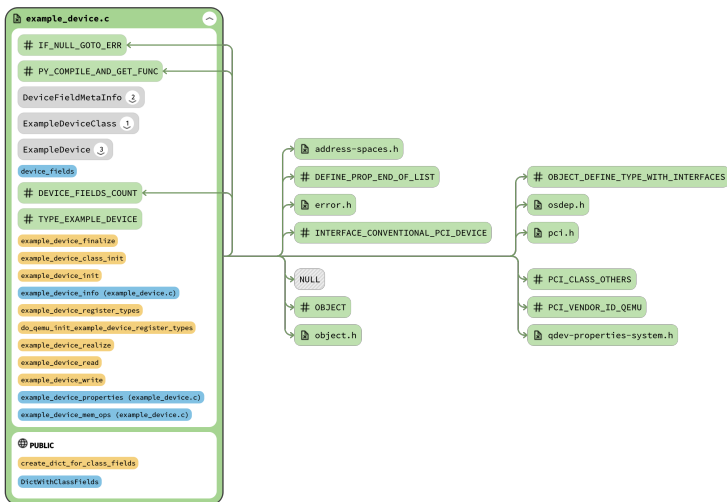 example_device.c
# IF_NULL_GOTO_ERR
# PY_COMPILE_AND_GET_FUNC
DeviceFieldMetaInfo 2
ExampleDeviceClass 1
ExampleDevice 3
device_fields
# DEVICE_FIELDS_COUNT
# TYPE_EXAMPLE_DEVICE
example_device_finalize
example_device_class_init
example_device_init
example_device_info (example_device.c)
example_device_register_types
do_qemu_init_example_device_register_types
example_device_realize
example_device_read
example_device_write
example_device_properties (example_device.c)
example_device_mem_ops (example_device.c)
PUBLIC
create_dict_for_class_fields
DictWithClassFields
address-spaces.h
# DEFINE_PROP_END_OF_LIST
error.h
# INTERFACE_CONVENTIONAL_PCI_DEVICE
NULL
# OBJECT
object.h
# OBJECT_DEFINE_TYPE_WITH_INTERFACES
osdep.h
pci.h
# PCI_CLASS_OTHERS
# PCI_VENDOR_ID_QEMU
qdev-properties-system.h